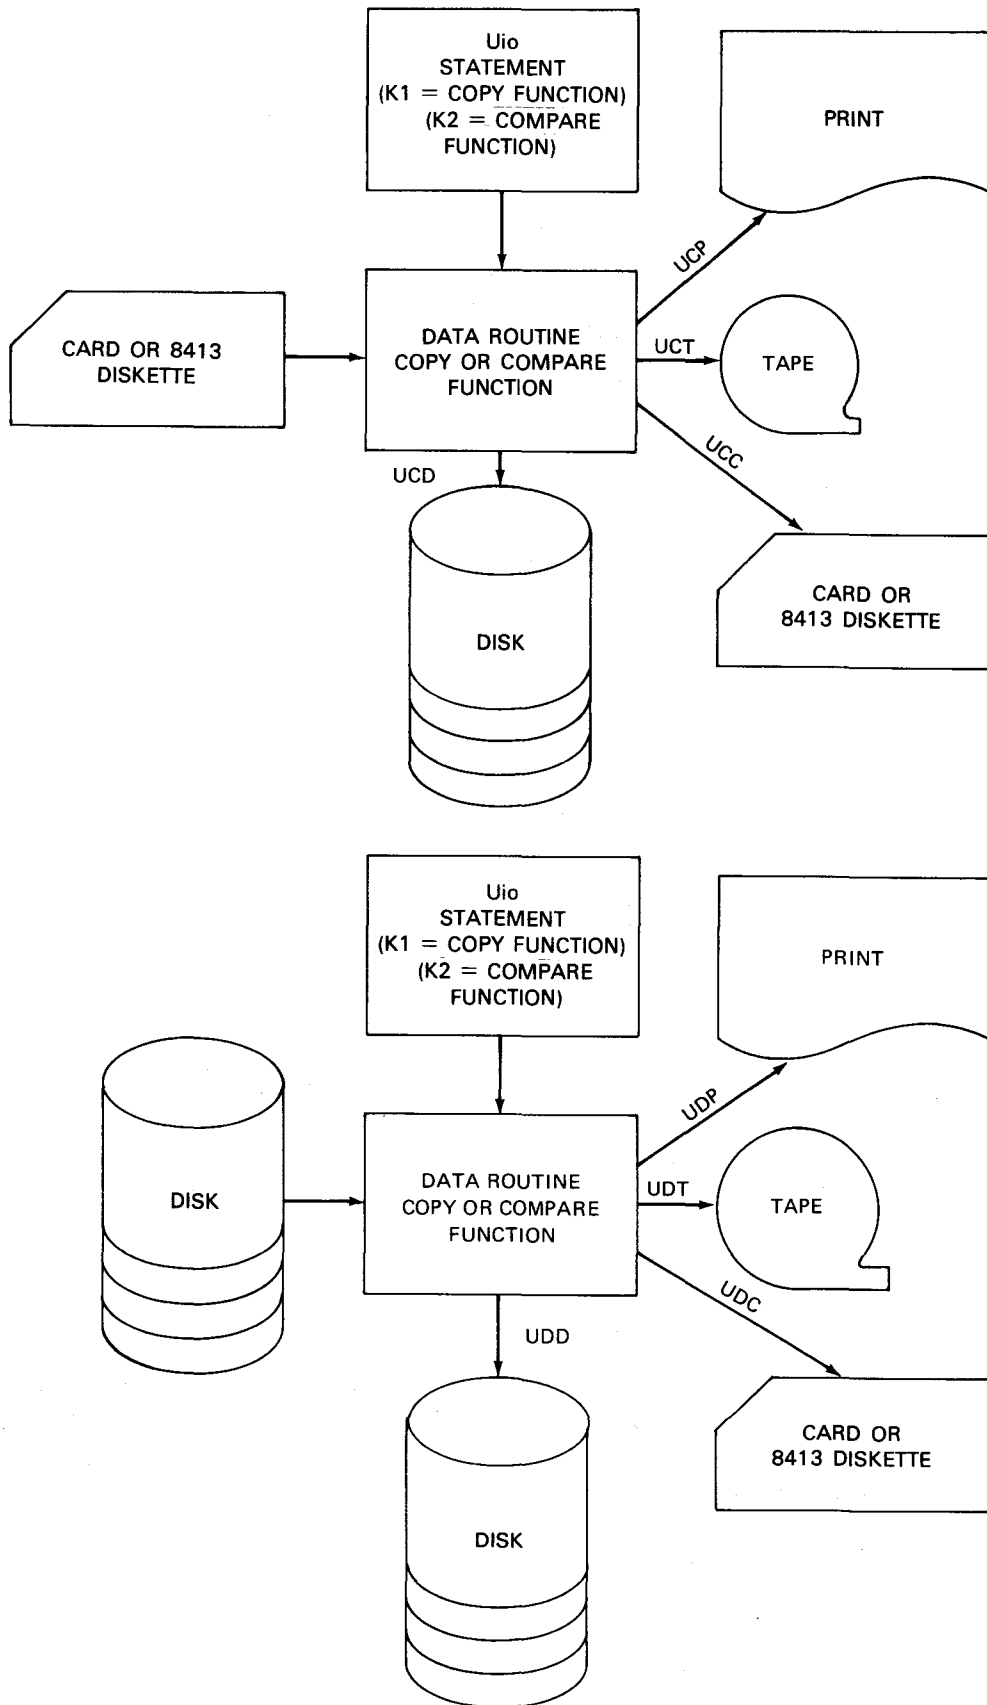 Uio
STATEMENT
(K1 = COPY FUNCTION)
(K2 = COMPARE
FUNCTION)
PRINT
UCP
CARD OR 8413
DISKETTE
DATA ROUTINE
COPY OR COMPARE
FUNCTION
UCT
TAPE
UCC
UCD
CARD OR
8413 DISKETTE
DISK
Uio
STATEMENT
(K1 = COPY FUNCTION)
(K2 = COMPARE
FUNCTION)
PRINT
UDP
DISK
DATA ROUTINE
COPY OR COMPARE
FUNCTION
UDT
TAPE
UDC
UDD
CARD OR
8413 DISKETTE
DISK